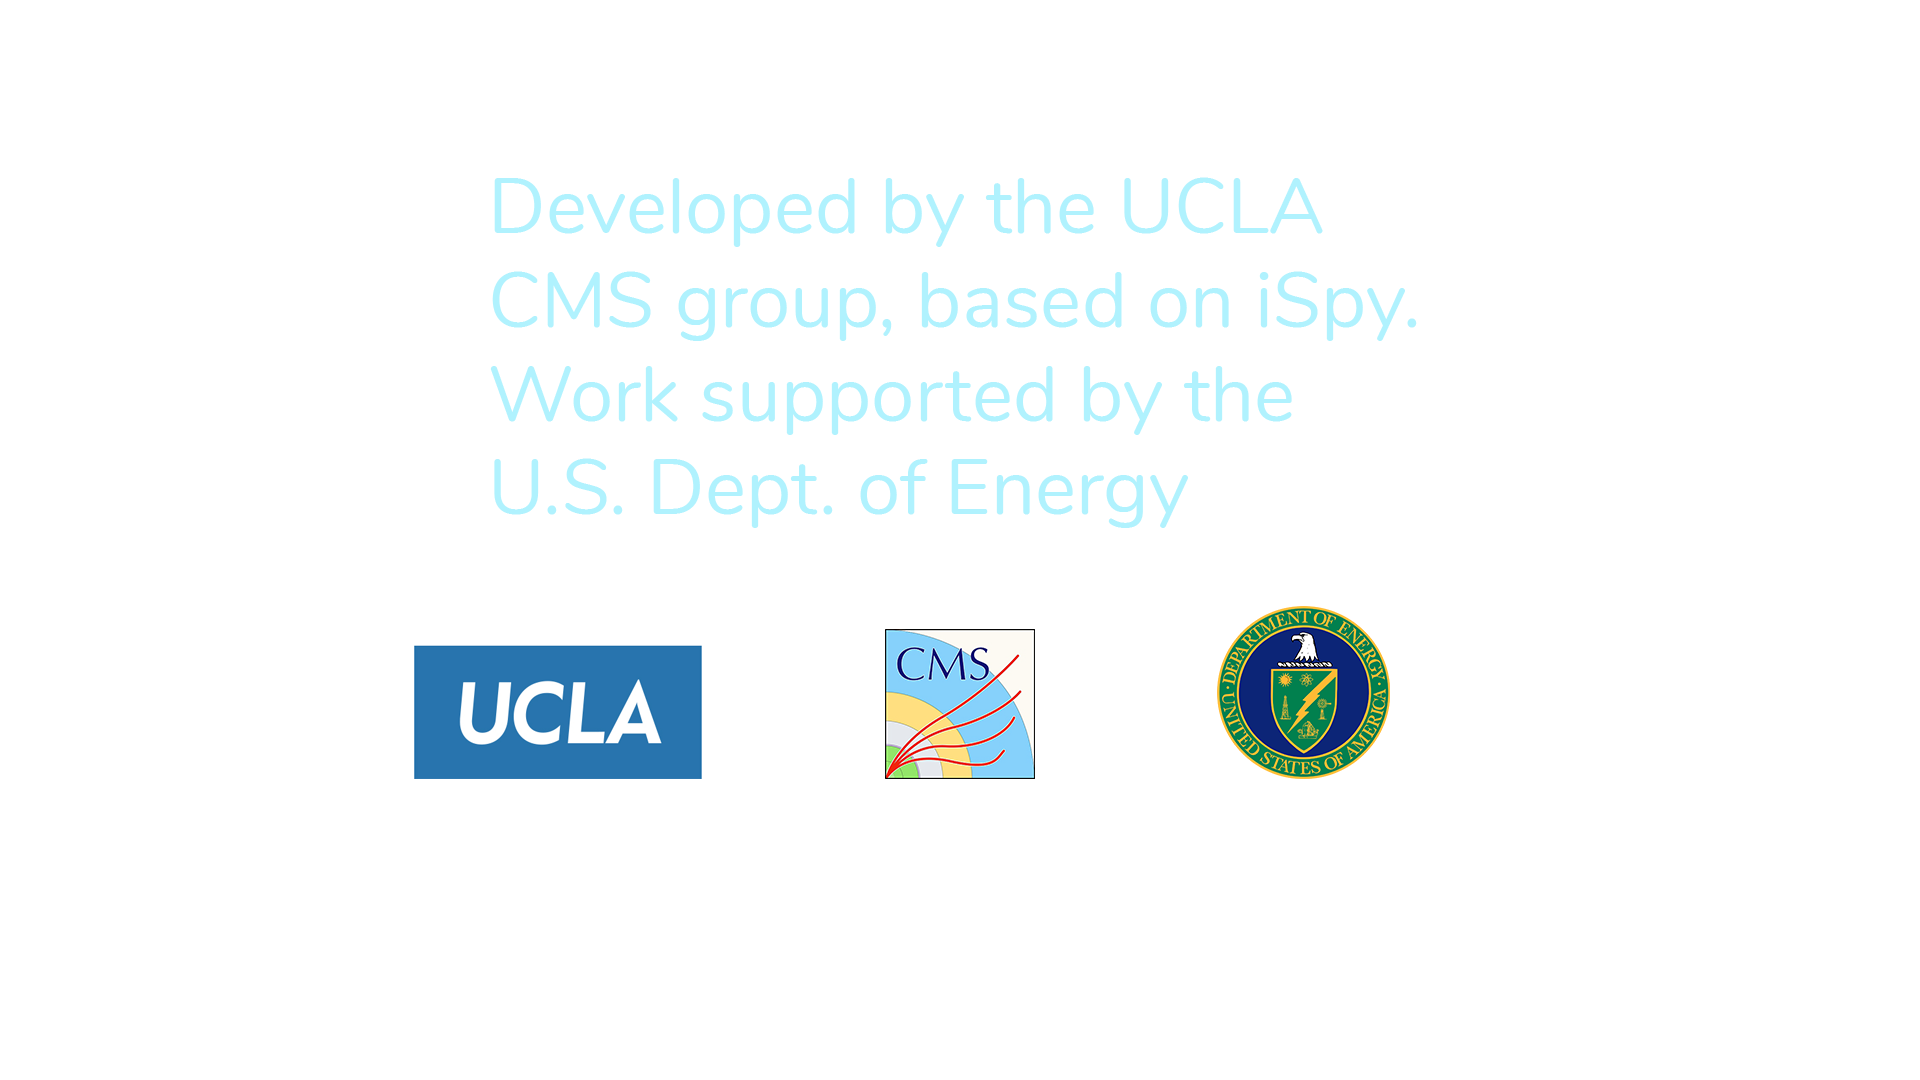 Developed by the UCLA
CMS group, based on iSpy.
Work supported by the
U.S. Dept. of Energy
UCLA
CMS
DEPARTMENT OF ENERGY
UNITED STATES OF AMERICA